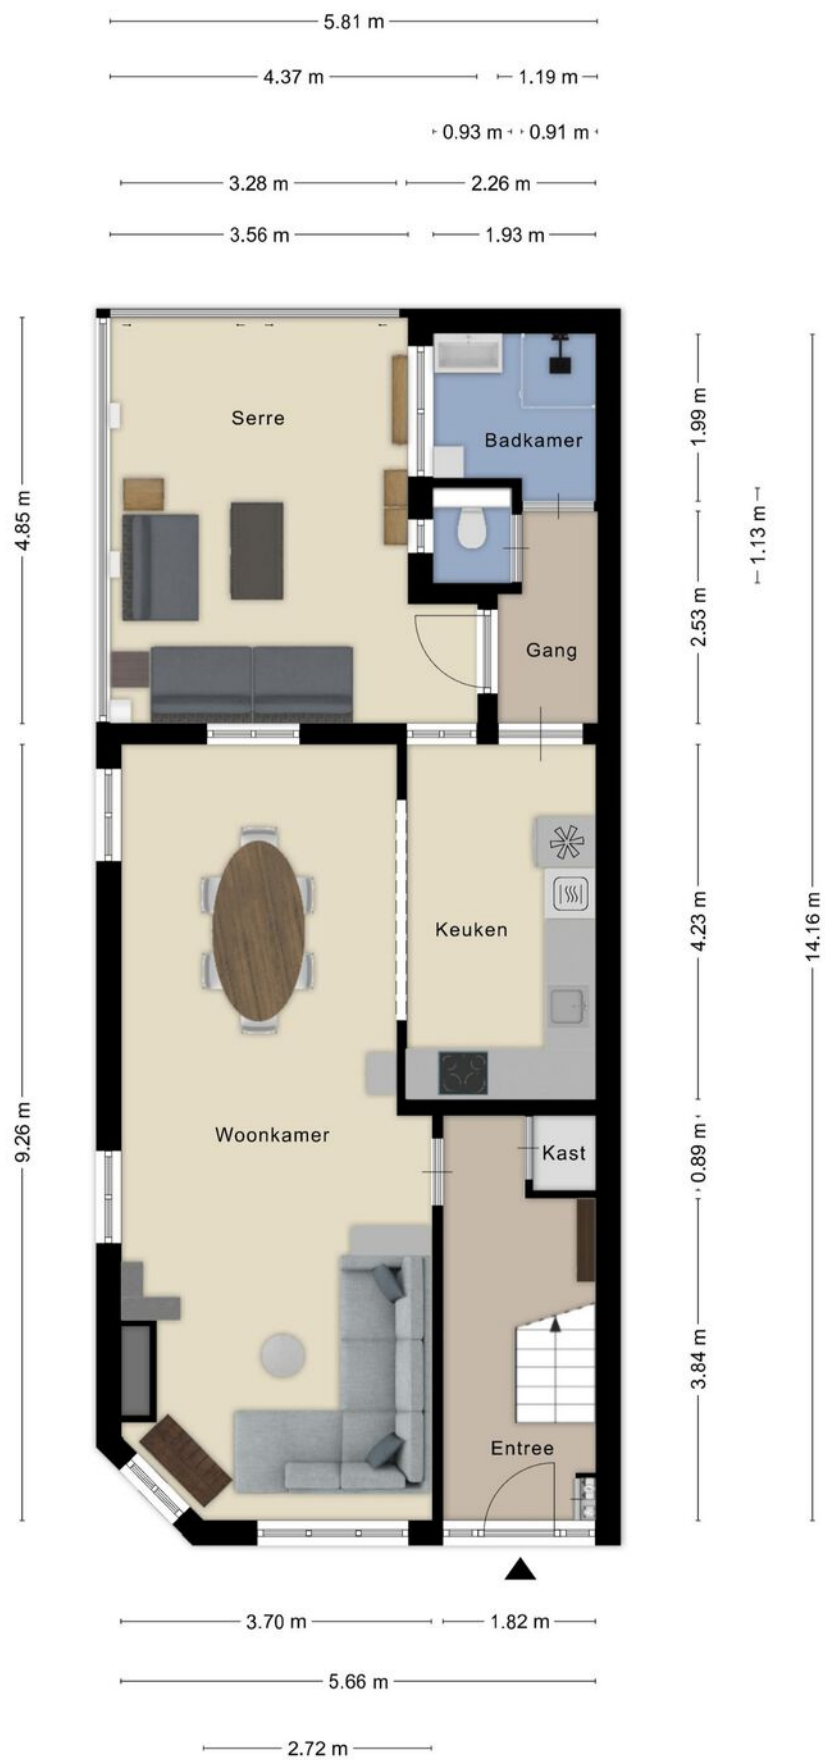 5.81 m
4.37 m
1.19 m
0.93 m
0.91 m
3.28 m
2.26 m
3.56 m
1.93 m
Serre
Badkamer
1.99 m
4.85 m
1.13 m
2.53 m
Gang
4.23 m
14.16 m
Keuken
9.26 m
Woonkamer
0.89 m
Kast
3.84 m
Entree
3.70 m
1.82 m
5.66 m
2.72 m